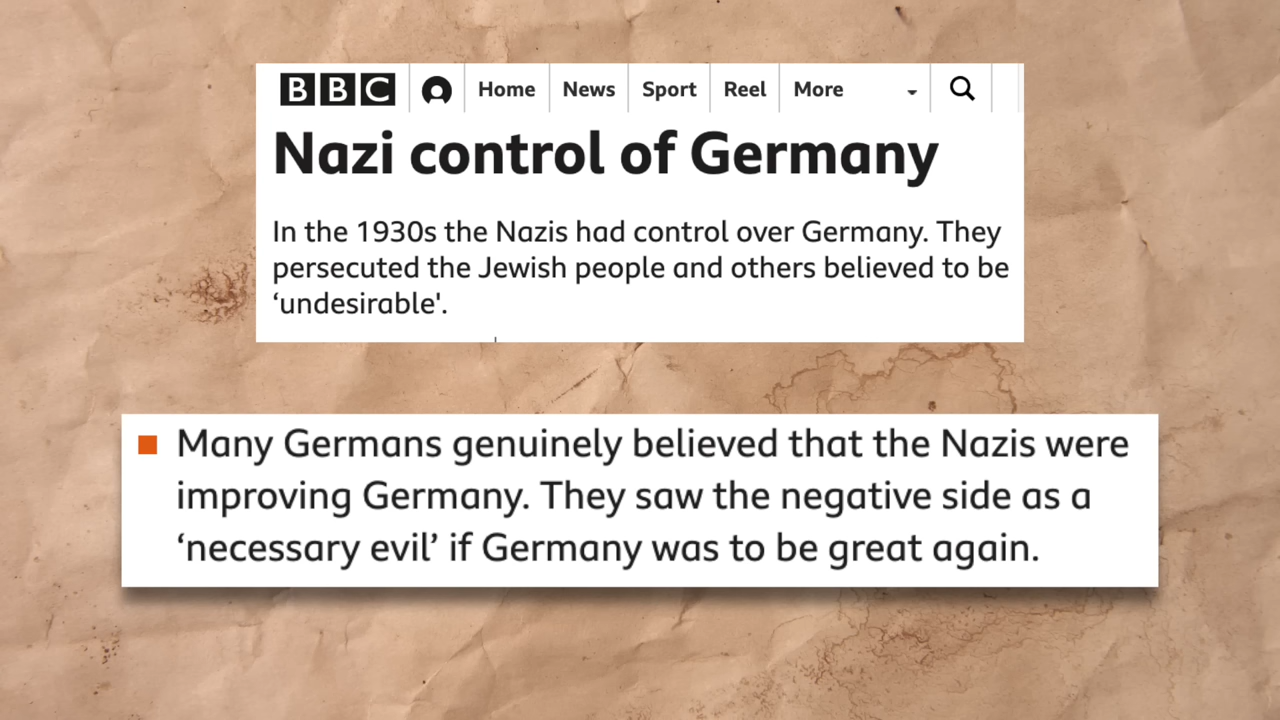 BBC Home News Sport Reel More
Nazi control of Germany
In the 1930s the Nazis had control over Germany. They
persecuted the Jewish people and others believed to be
‘undesirable'.
Many Germans genuinely believed that the Nazis were
improving Germany. They saw the negative side as a
‘necessary evil’ if Germany was to be great again.